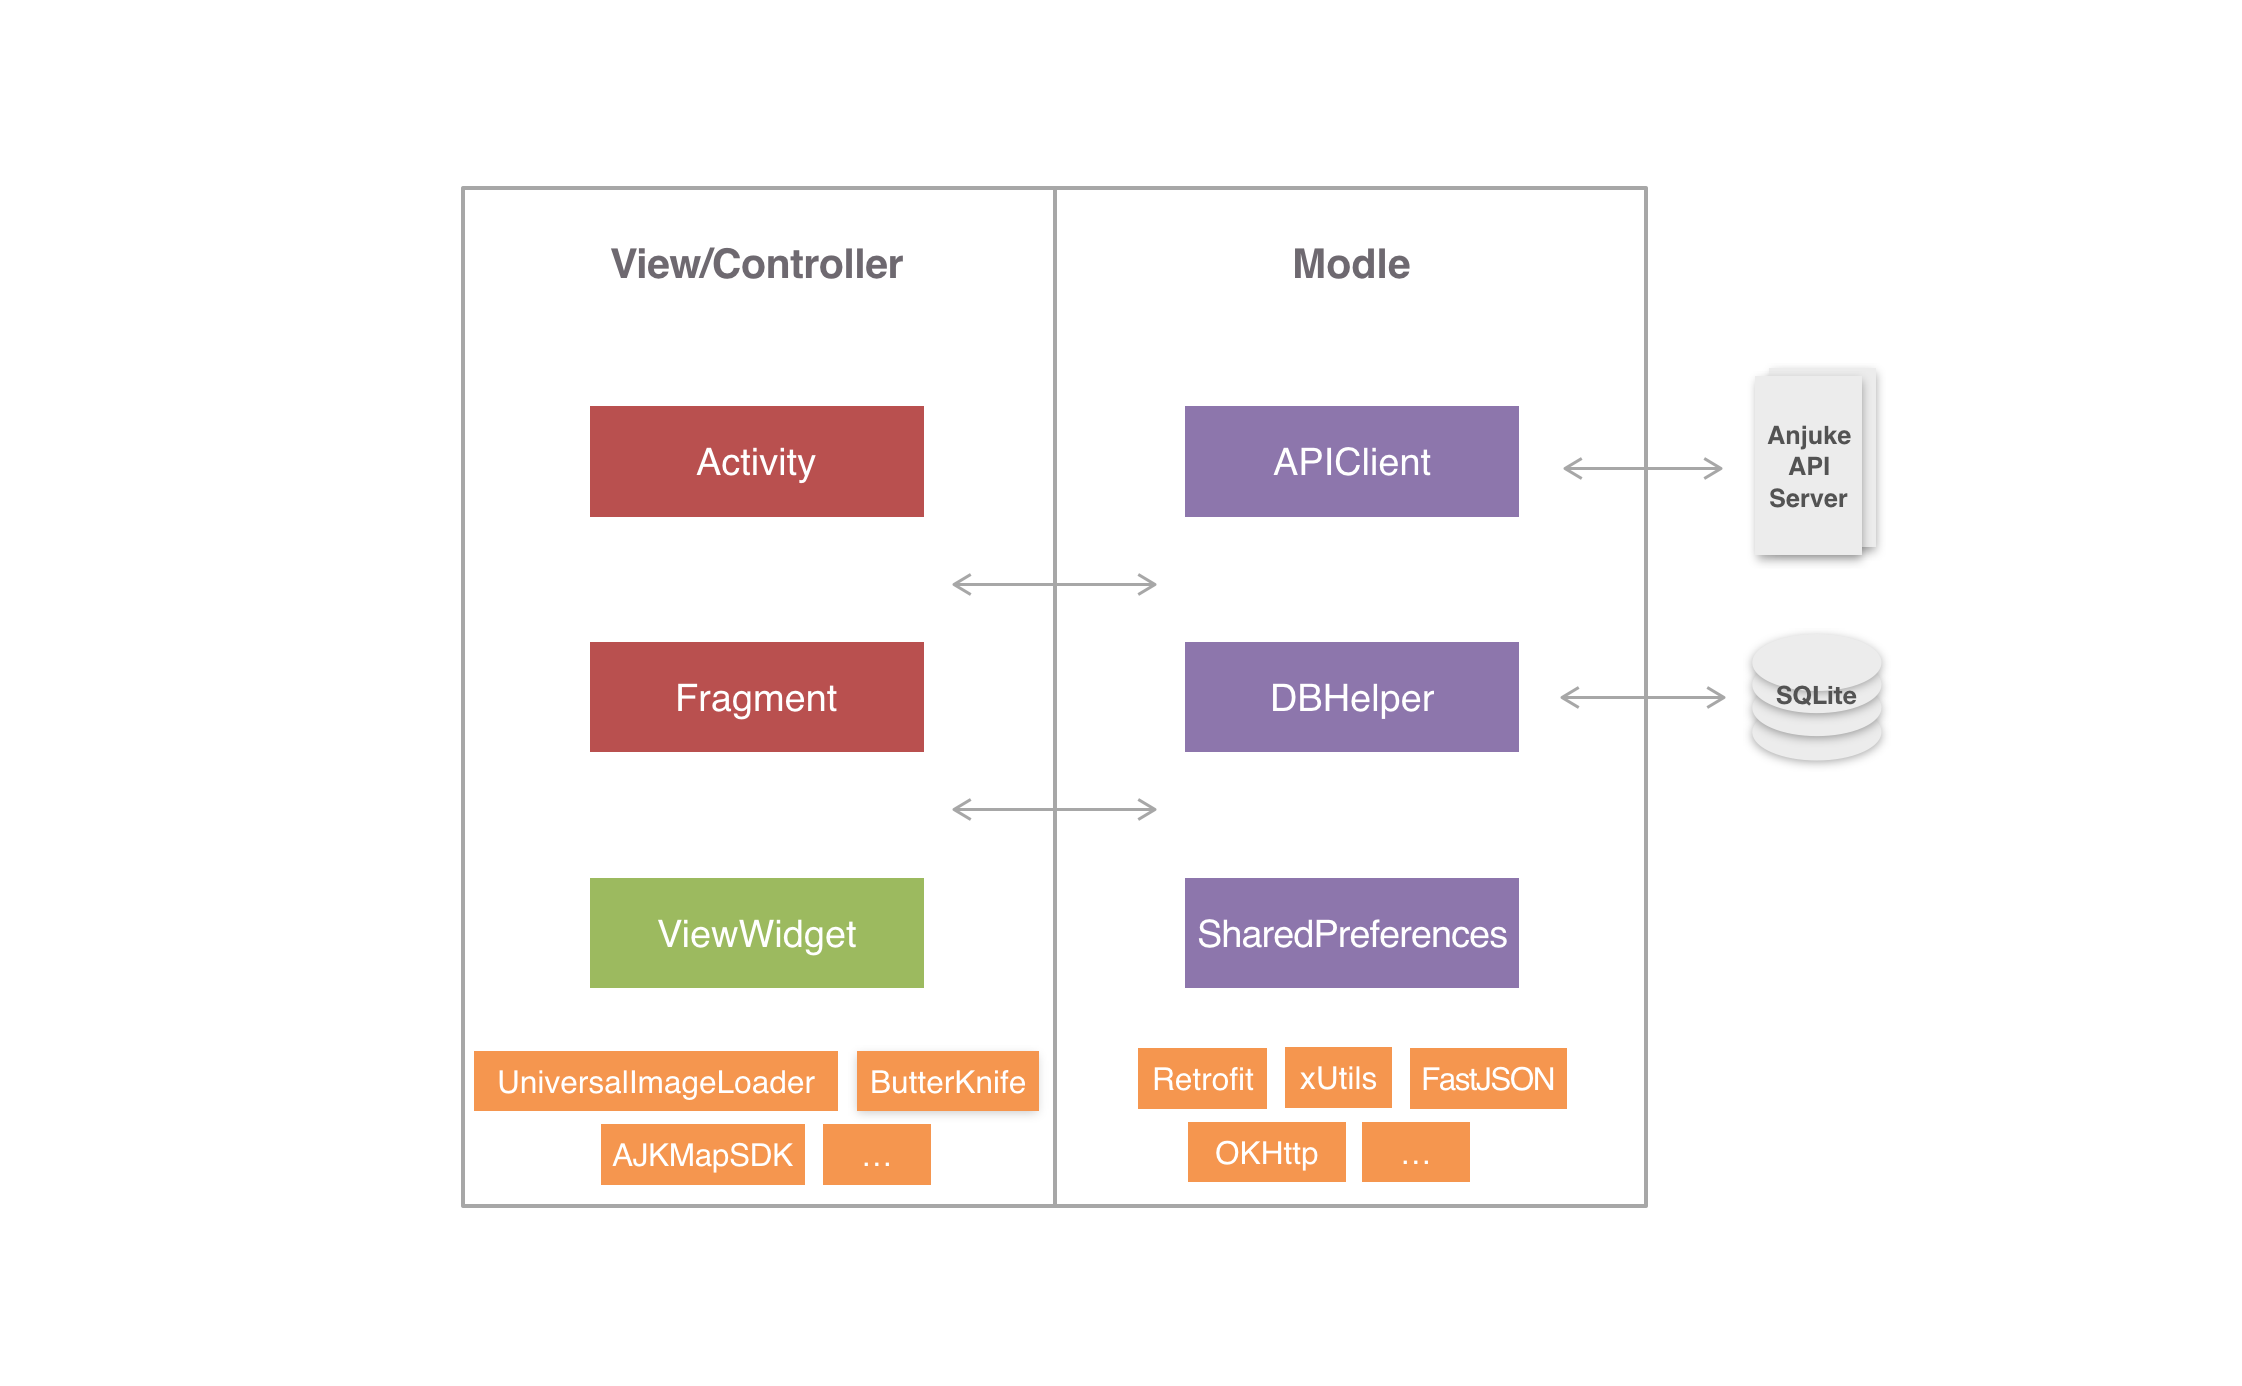 View/Controller
Modle
Activity
APIClient
Anjuke
API
Server
Fragment
DBHelper
SQLite
ViewWidget
SharedPreferences
UniversalImageLoader
ButterKnife
Retrofit
xUtils
FastJSON
AJKMapSDK
...
OKHttp
...